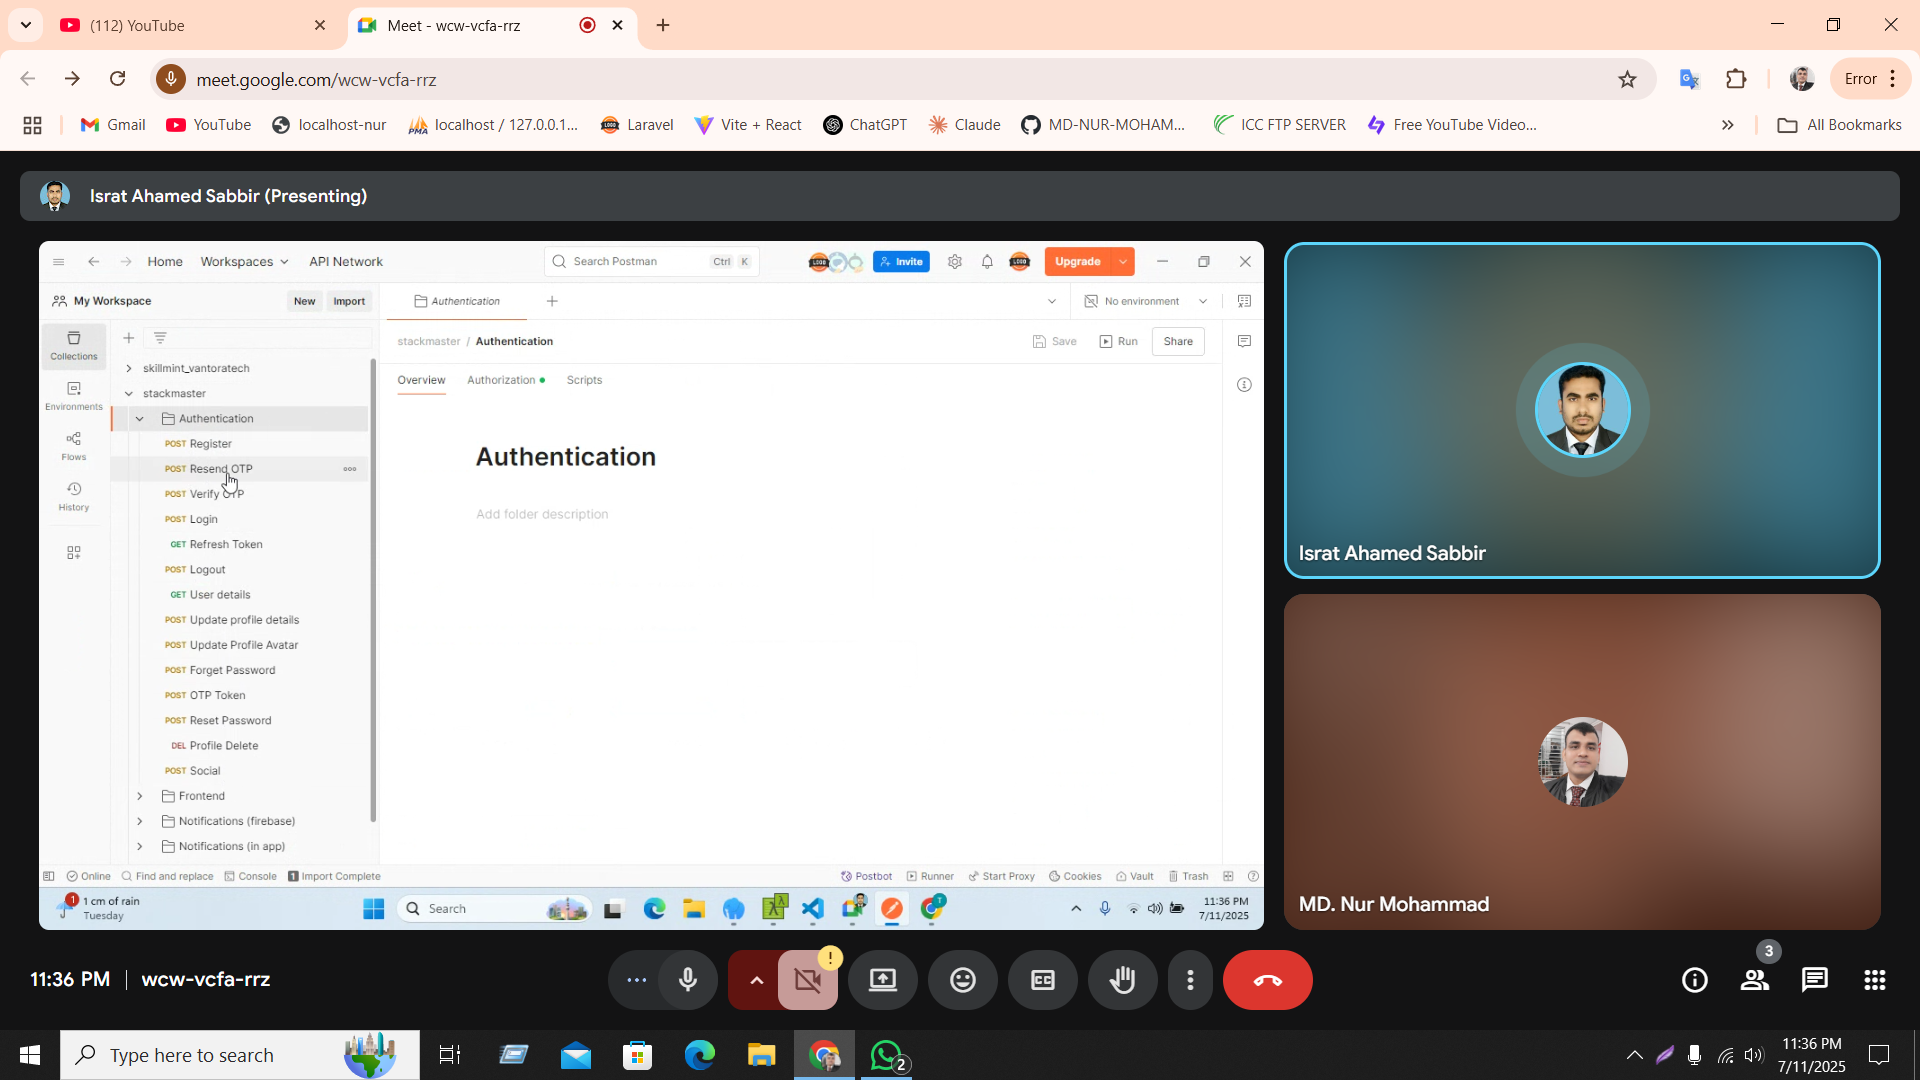 (112) YouTube
Meet - wcw-vcfa-rrz
meet.google.com/wcw-vcfa-rrz
Error
Gmail
YouTube
localhost-nur
localhost / 127.0.0.1...
Laravel
Vite + React
ChatGPT
Claude
MD-NUR-MOHAM...
ICC FTP SERVER
Free YouTube Video...
All Bookmarks
Israt Ahamed Sabbir (Presenting)
Home
Workspaces
API Network
Search Postman
Ctrl K
Invite
Upgrade
My Workspace
New
Import
Authentication
No environment
Collections
Environments
Flows
History
skillmint_vantoratech
stackmaster
Authentication
POST Register
POST Resend OTP
POST Verify OTP
POST Login
GET Refresh Token
POST Logout
GET User details
POST Update profile details
POST Update Profile Avatar
POST Forget Password
POST OTP Token
POST Reset Password
DEL Profile Delete
POST Social
Frontend
Notifications (firebase)
Notifications (in app)
stackmaster / Authentication
Save
Run
Share
Overview
Authorization
Scripts
Authentication
Add folder description
Online
Find and replace
Console
1 Import Complete
Postbot
Runner
Start Proxy
Cookies
Vault
Trash
1
1 cm of rain
Tuesday
Search
11:36 PM
7/11/2025
Israt Ahamed Sabbir
MD. Nur Mohammad
11:36 PM | wcw-vcfa-rrz
3
Type here to search
2
11:36 PM
7/11/2025